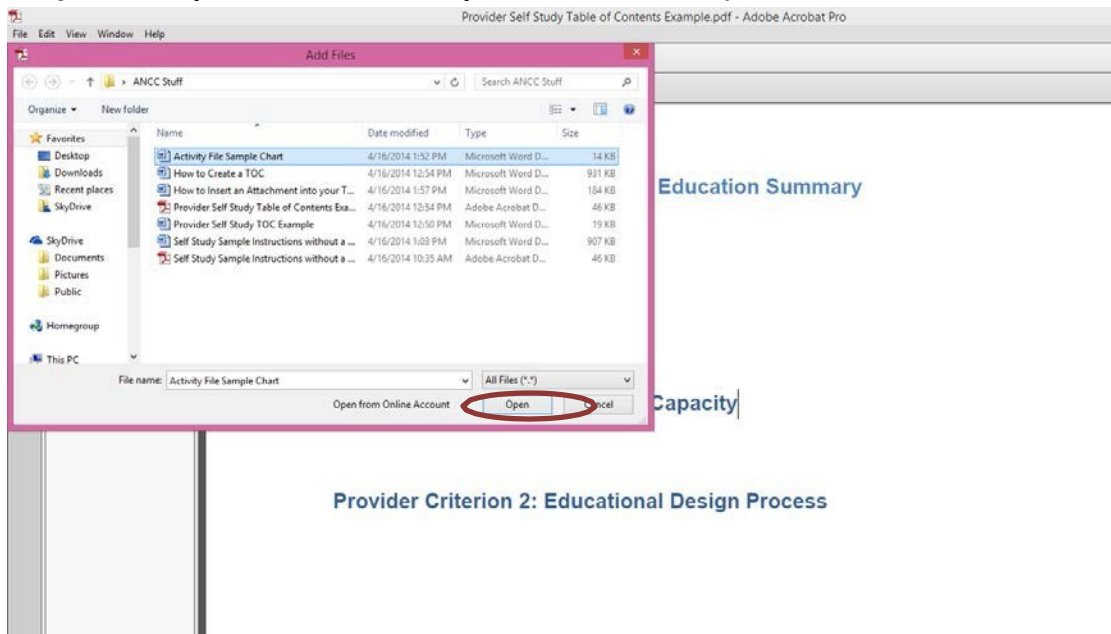 Provider Self Study Table of Contents Example.pdf - Adobe Acrobat Pro
File Edit View Window Help
Add Files
ANCC Stuff
Search ANCC Stuff
Organize New folder
Name Date modified Type Size
Favorites
Desktop
Downloads
Recent places
SkyDrive
SkyDrive
Documents
Pictures
Public
Homegroup
This PC
Activity File Sample Chart 4/16/2014 1:52 PM Microsoft Word D... 14 KB
How to Create a TOC 4/16/2014 12:54 PM Microsoft Word D... 931 KB
How to Insert an Attachment into your T... 4/16/2014 1:57 PM Microsoft Word D... 184 KB
Provider Self Study Table of Contents Exa... 4/16/2014 12:54 PM Adobe Acrobat D... 46 KB
Provider Self Study TOC Example 4/16/2014 12:50 PM Microsoft Word D... 19 KB
Self Study Sample Instructions without a ... 4/16/2014 1:03 PM Microsoft Word D... 907 KB
Self Study Sample Instructions without a ... 4/16/2014 10:35 AM Adobe Acrobat D... 46 KB
File name: Activity File Sample Chart All Files (*.*)
Open from Online Account Open Cancel
Education Summary
Capacity
Provider Criterion 2: Educational Design Process